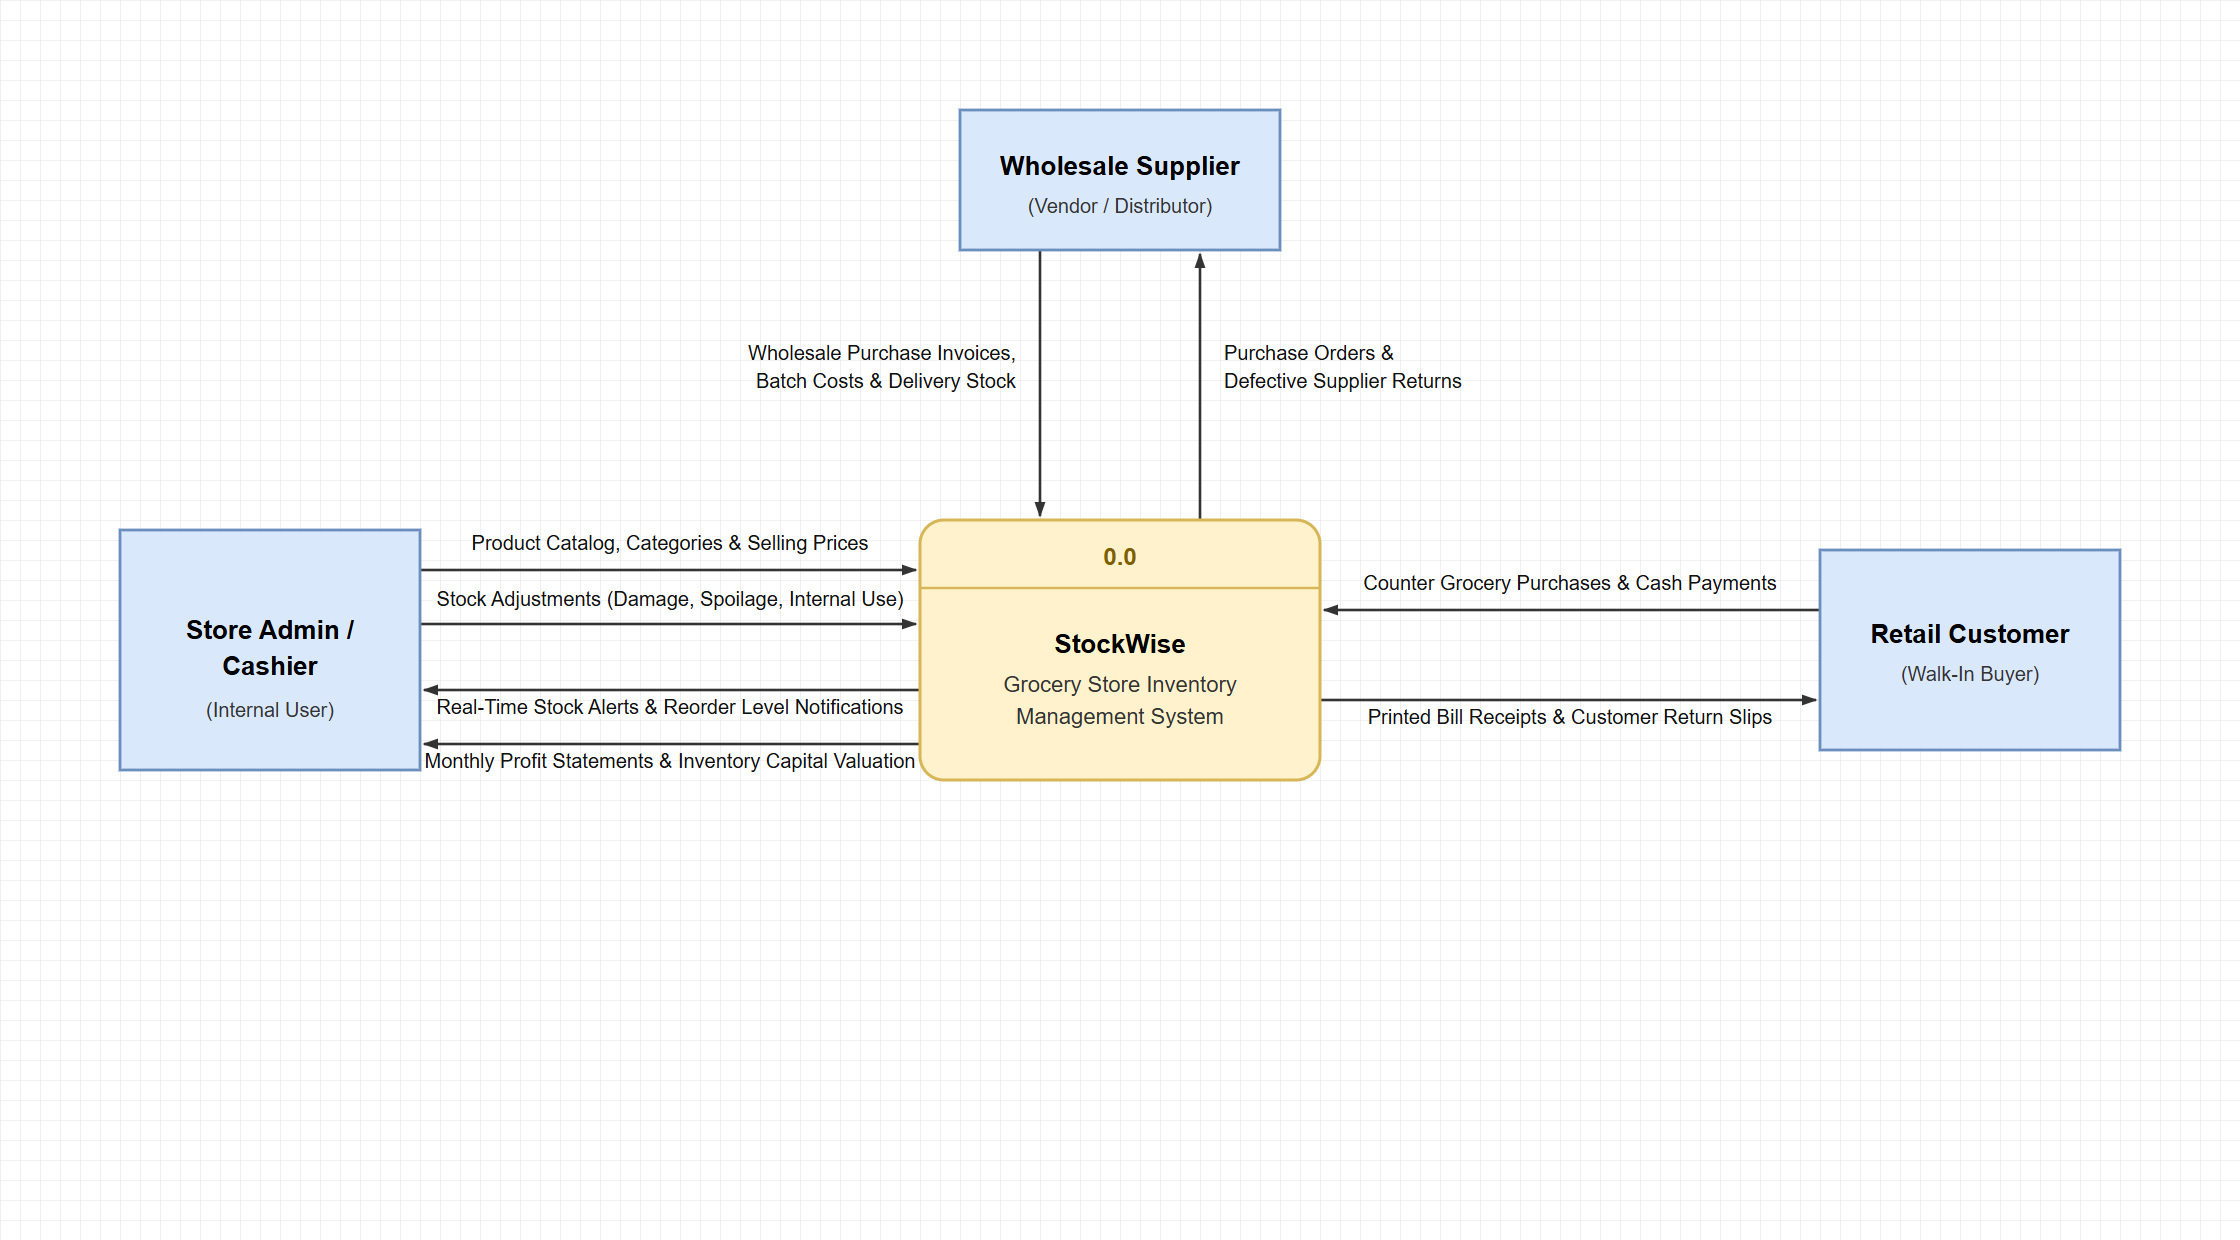 Wholesale Supplier
(Vendor / Distributor)
Wholesale Purchase Invoices,
Batch Costs & Delivery Stock
Purchase Orders &
Defective Supplier Returns
Store Admin /
Cashier
(Internal User)
Product Catalog, Categories & Selling Prices
Stock Adjustments (Damage, Spoilage, Internal Use)
Real-Time Stock Alerts & Reorder Level Notifications
Monthly Profit Statements & Inventory Capital Valuation
0.0
StockWise
Grocery Store Inventory
Management System
Counter Grocery Purchases & Cash Payments
Printed Bill Receipts & Customer Return Slips
Retail Customer
(Walk-In Buyer)